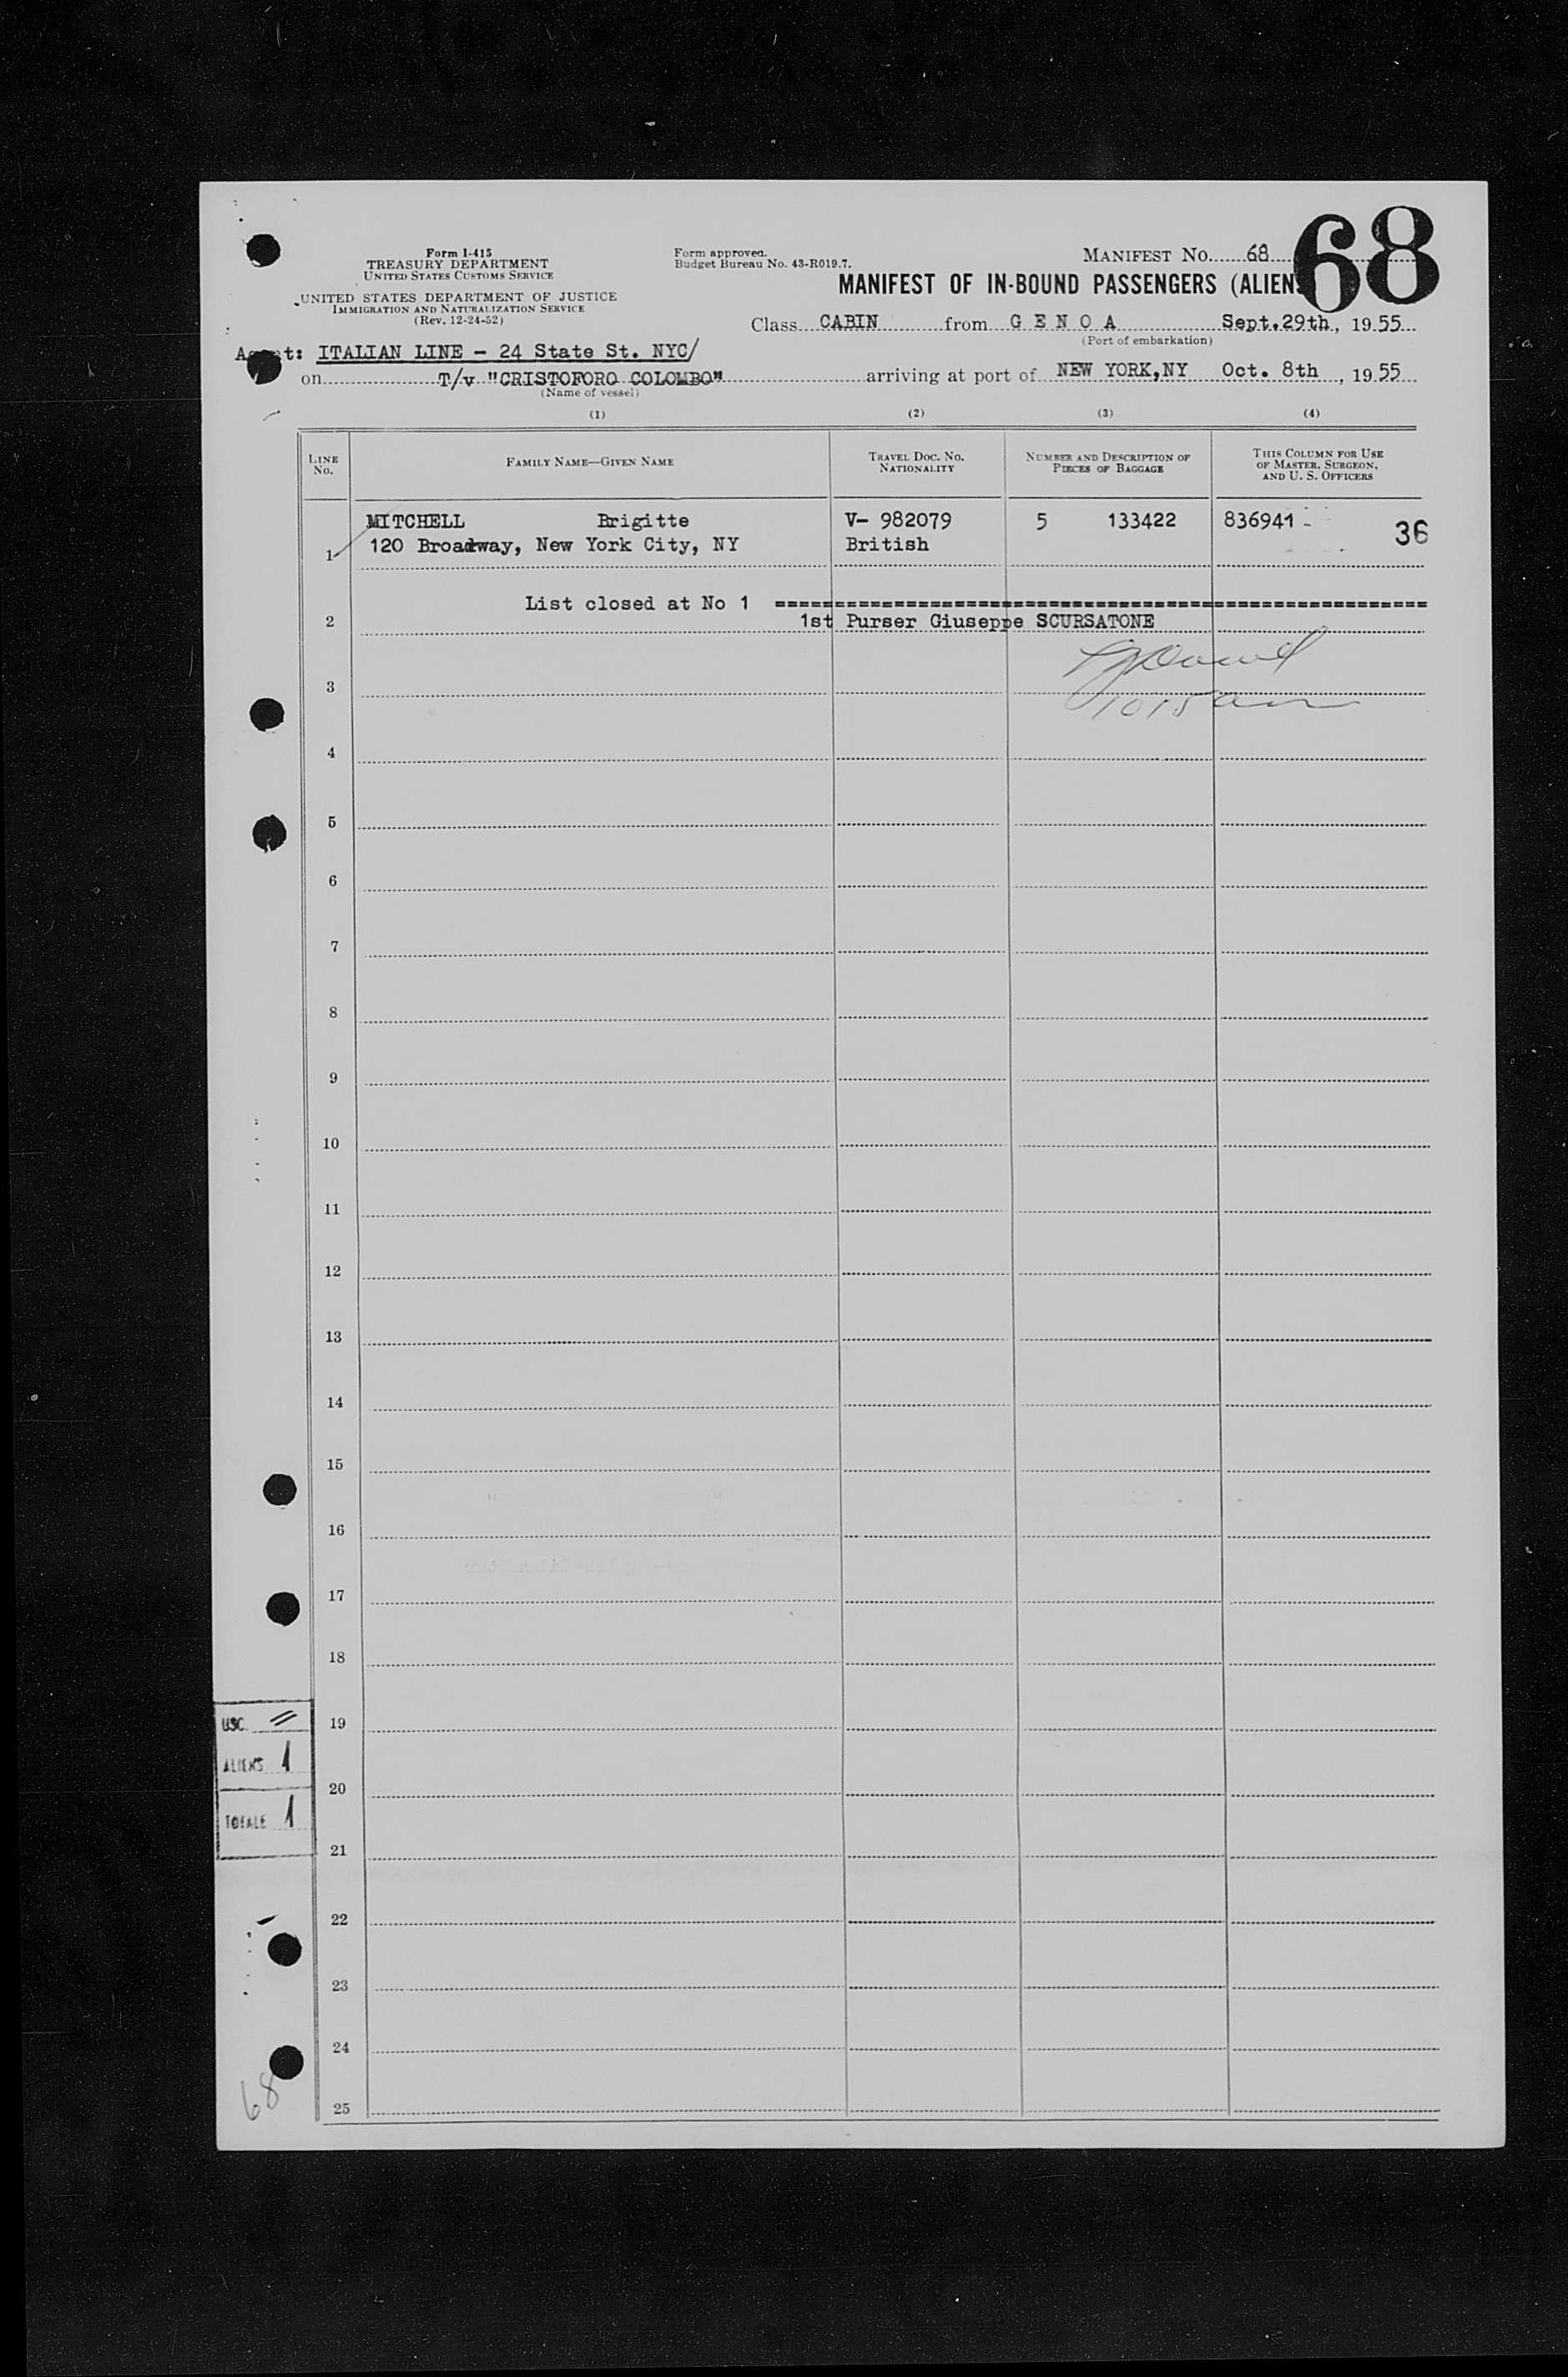 68
Form I-415
TREASURY DEPARTMENT
UNITED STATES CUSTOMS SERVICE
UNITED STATES DEPARTMENT OF JUSTICE
IMMIGRATION AND NATURALIZATION SERVICE
(Rev. 12-24-52)
Form approved.
Budget Bureau No. 43-R019.7.
MANIFEST NO. 68
MANIFEST OF IN-BOUND PASSENGERS (ALIEN
Class CABIN from G E N O A Sept.29th, 19 55
(Port of embarkation)
Agent: ITALIAN LINE - 24 State St. NYC/
on T/v "CRISTOFORO COLOMBO" arriving at port of NEW YORK,NY Oct. 8th, 19 55
(Name of vessel)
(1) (2) (3) (4)
LINE NO. FAMILY NAME—GIVEN NAME TRAVEL DOC. NO. NATIONALITY NUMBER AND DESCRIPTION OF PIECES OF BAGGAGE THIS COLUMN FOR USE OF MASTER, SURGEON, AND U. S. OFFICERS
MITCHELL Brigitte V- 982079 5 133422 836941 - 36
1 120 Broadway, New York City, NY British
List closed at No 1 ==========
2 1st Purser Giuseppe SCURSATONE
3 1015 am
4
5
6
7
8
9
10
11
12
13
14
15
16
17
18
19
20
21
22
23
24
25
USC. //
ALIENS 1
TOTALE 1
68